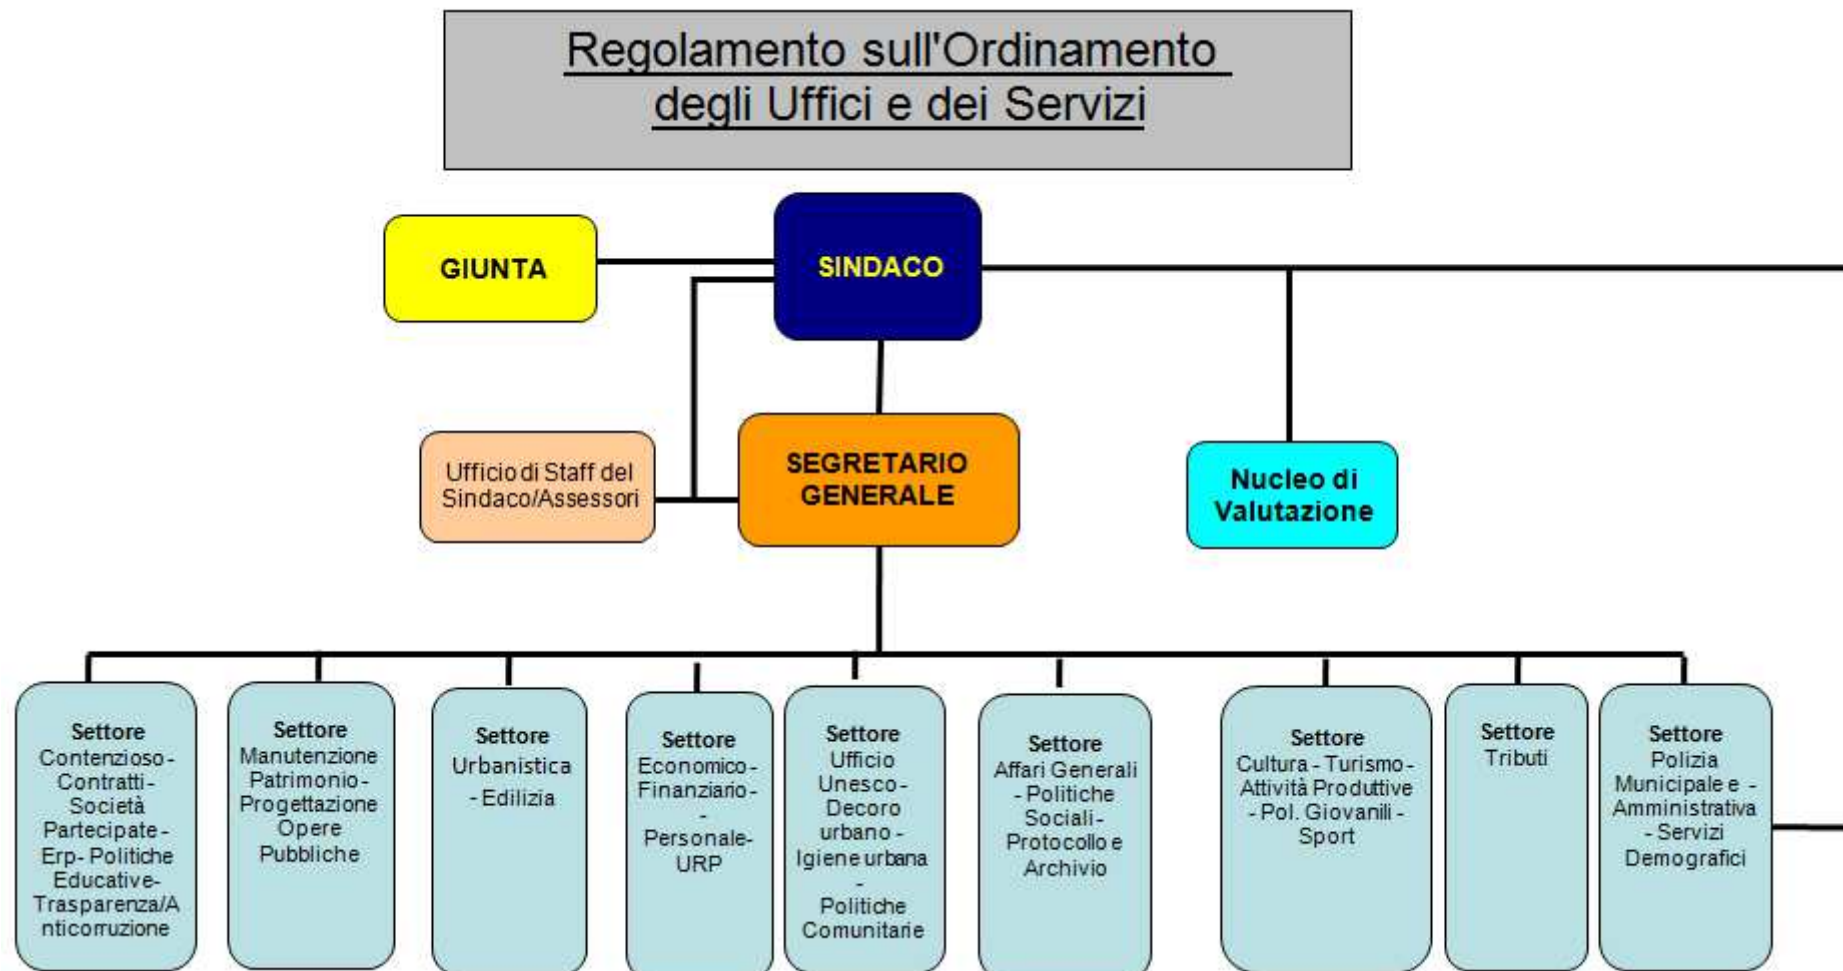 Regolamento sull'Ordinamento
degli Uffici e dei Servizi
GIUNTA
SINDACO
Ufficio di Staff del
Sindaco/Assessori
SEGRETARIO
GENERALE
Nucleo di
Valutazione
Settore
Contenzioso -
Contratti -
Società
Partecipate -
Erp- Politiche
Educative-
Trasparenza/A
nticorruzione
Settore
Manutenzione
Patrimonio -
Progettazione
Opere
Pubbliche
Settore
Urbanistica
- Edilizia
Settore
Economico -
Finanziario -
-
Personale-
URP
Settore
Ufficio
Unesco -
Decoro
urbano -
Igiene urbana
-
Politiche
Comunitarie
Settore
Affari Generali
- Politiche
Sociali -
Protocollo e
Archivio
Settore
Cultura - Turismo -
Attività Produttive
- Pol. Giovanili -
Sport
Settore
Tributi
Settore
Polizia
Municipale e -
Amministrativa
- Servizi
Demografici